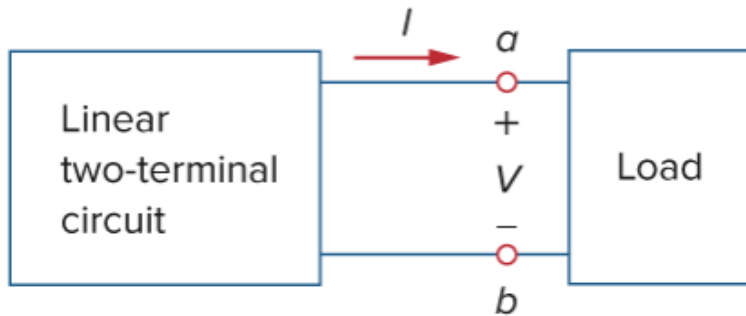 I
a
Linear
two-terminal
circuit
+
V
−
Load
b